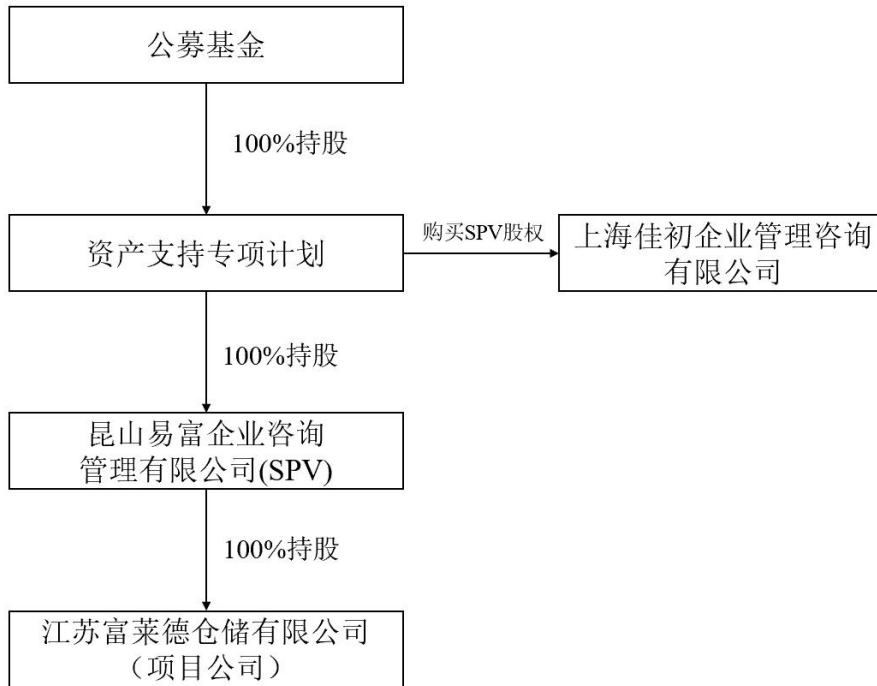 公募基金
100%持股
资产支持专项计划
购买SPV股权
上海佳初企业管理咨询
有限公司
100%持股
昆山易富企业咨询
管理有限公司(SPV)
100%持股
江苏富莱德仓储有限公司
（项目公司）